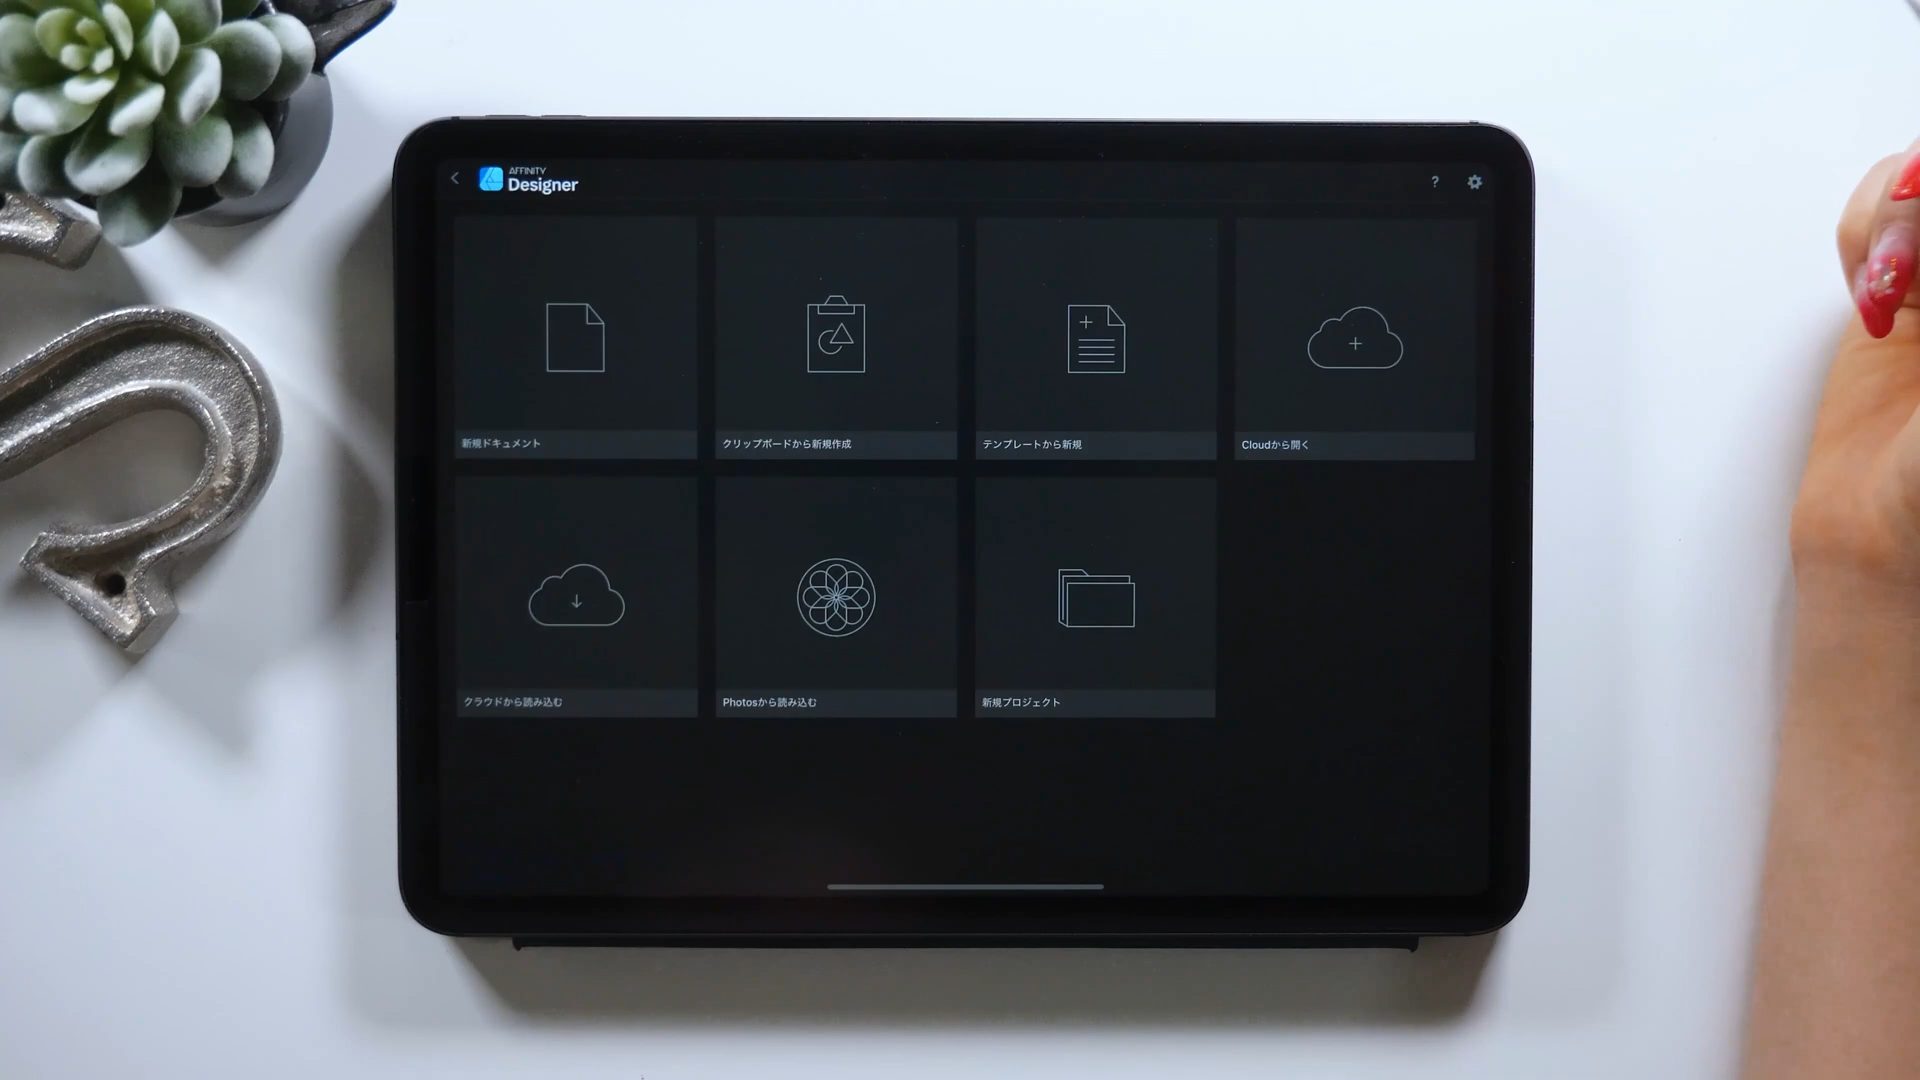 AFFINITY
Designer
?
新規ドキュメント
クリップボードから新規作成
テンプレートから新規
Cloudから開く
クラウドから読み込む
Photosから読み込む
新規プロジェクト